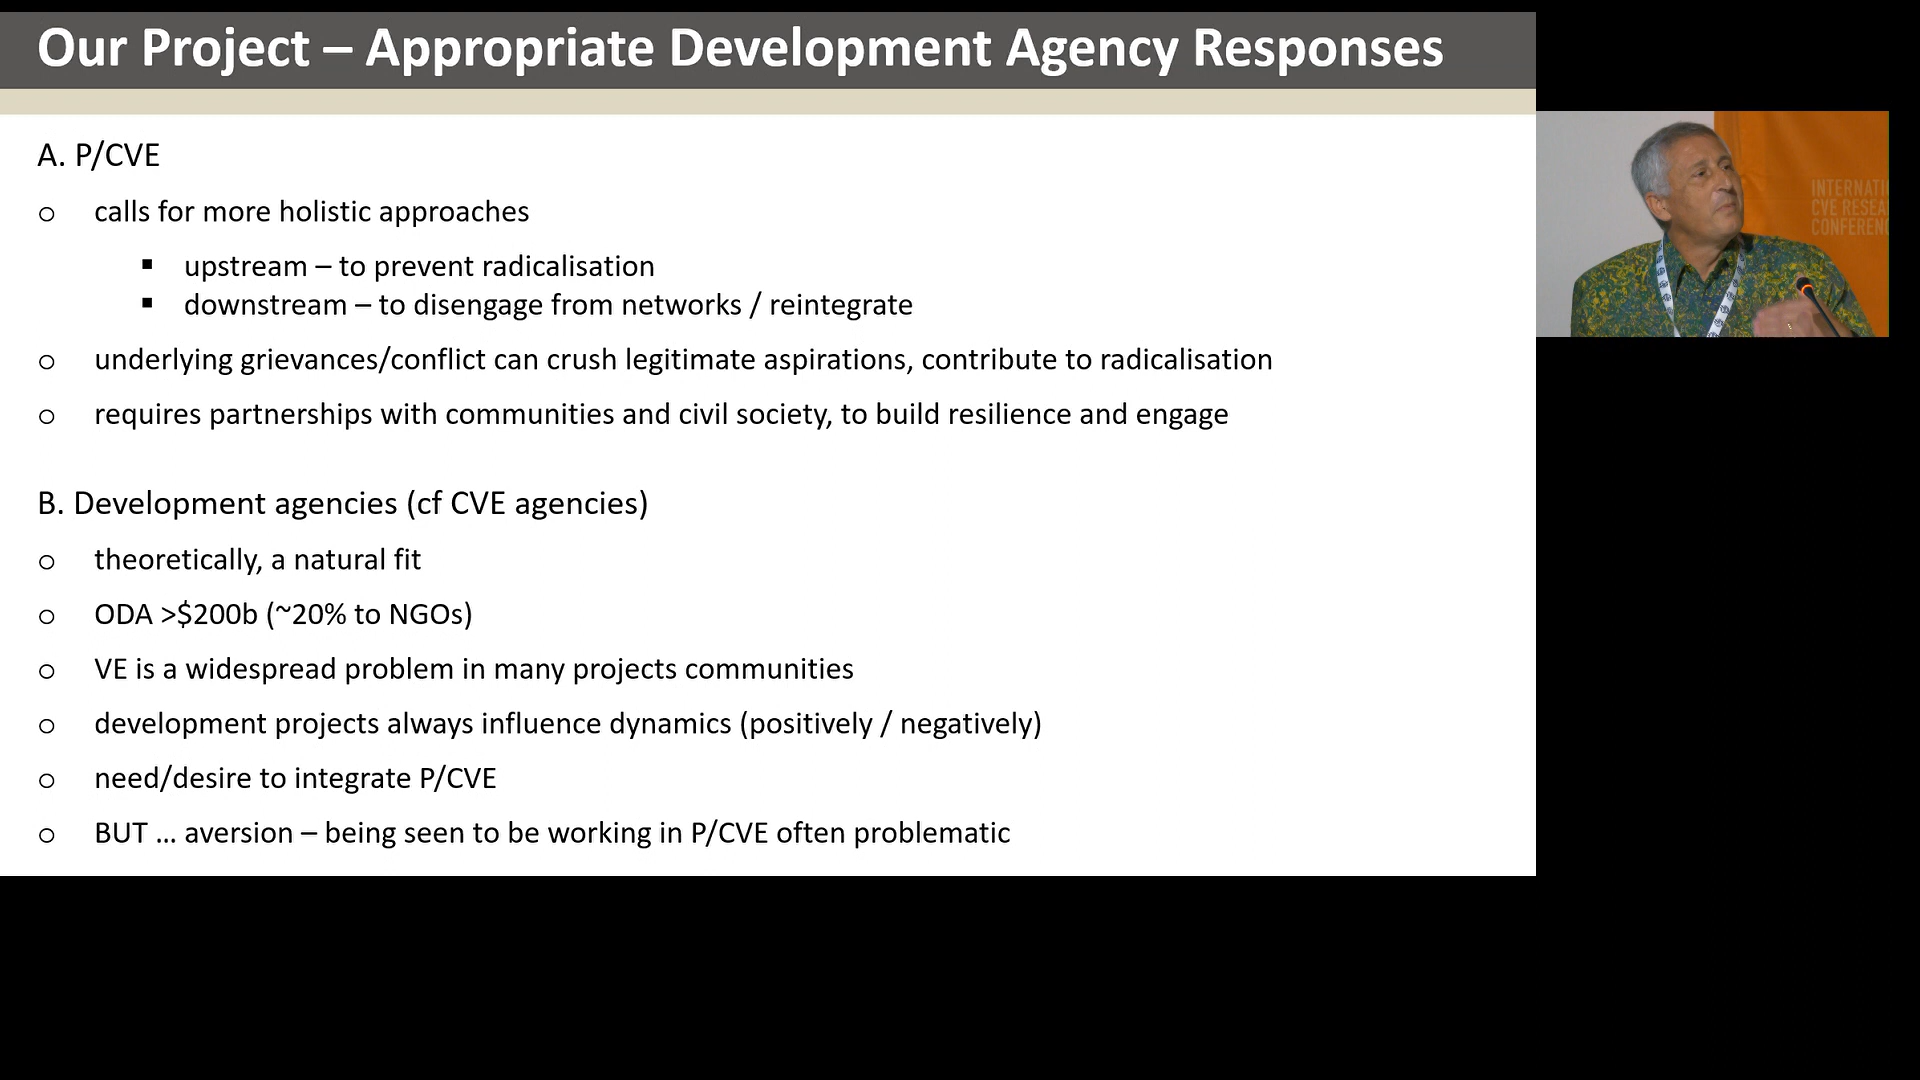 Our Project – Appropriate Development Agency Responses
A. P/CVE
o calls for more holistic approaches
▪ upstream – to prevent radicalisation
▪ downstream – to disengage from networks / reintegrate
o underlying grievances/conflict can crush legitimate aspirations, contribute to radicalisation
o requires partnerships with communities and civil society, to build resilience and engage
B. Development agencies (cf CVE agencies)
o theoretically, a natural fit
o ODA >$200b (~20% to NGOs)
o VE is a widespread problem in many projects communities
o development projects always influence dynamics (positively / negatively)
o need/desire to integrate P/CVE
o BUT … aversion – being seen to be working in P/CVE often problematic
INTERNATI
CVE RESEA
CONFEREN